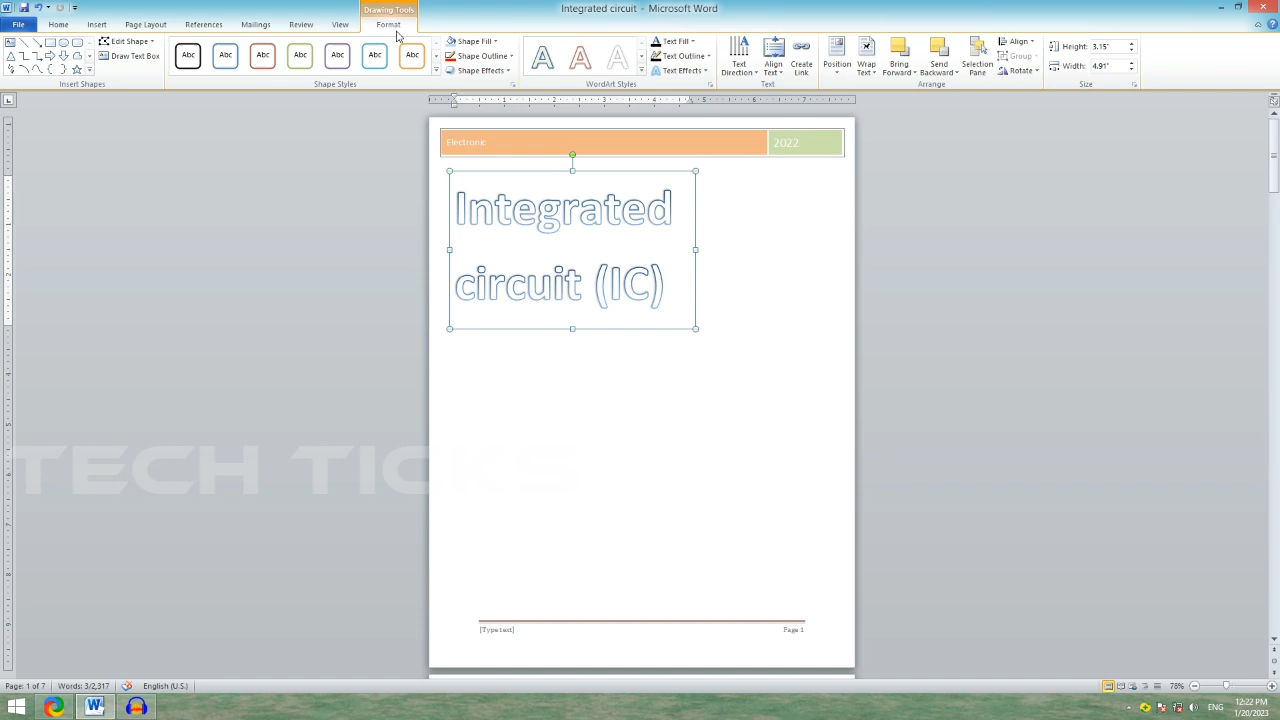 Drawing Tools
Integrated circuit - Microsoft Word
File Home Insert Page Layout References Mailings Review View Format
Edit Shape
Draw Text Box
Insert Shapes
Abc Abc Abc Abc Abc Abc Abc
Shape Fill
Shape Outline
Shape Effects
Shape Styles
A A A
Text Fill
Text Outline
Text Effects
WordArt Styles
Text Direction
Align Text
Create Link
Text
Position
Wrap Text
Bring Forward
Send Backward
Selection Pane
Align
Group
Rotate
Arrange
Height: 3.15"
Width: 4.91"
Size
Electronic 2022
Integrated
circuit (IC)
TECH TICKS
[Type text] Page 1
Page: 1 of 7 Words: 3/2,317 English (U.S.) 78%
ENG 12:22 PM
1/20/2023